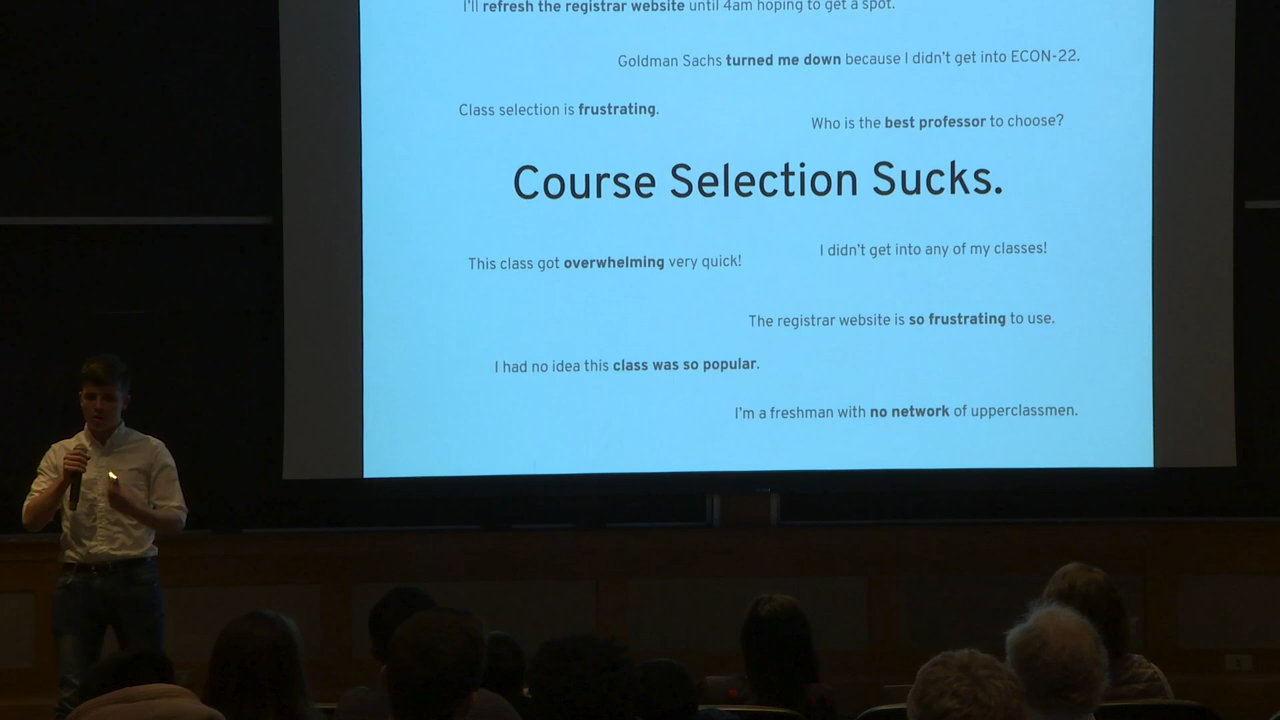 I'll refresh the registrar website until 4am hoping to get a spot.
Goldman Sachs turned me down because I didn't get into ECON-22.
Class selection is frustrating.
Who is the best professor to choose?
Course Selection Sucks.
This class got overwhelming very quick!
I didn't get into any of my classes!
The registrar website is so frustrating to use.
I had no idea this class was so popular.
I'm a freshman with no network of upperclassmen.